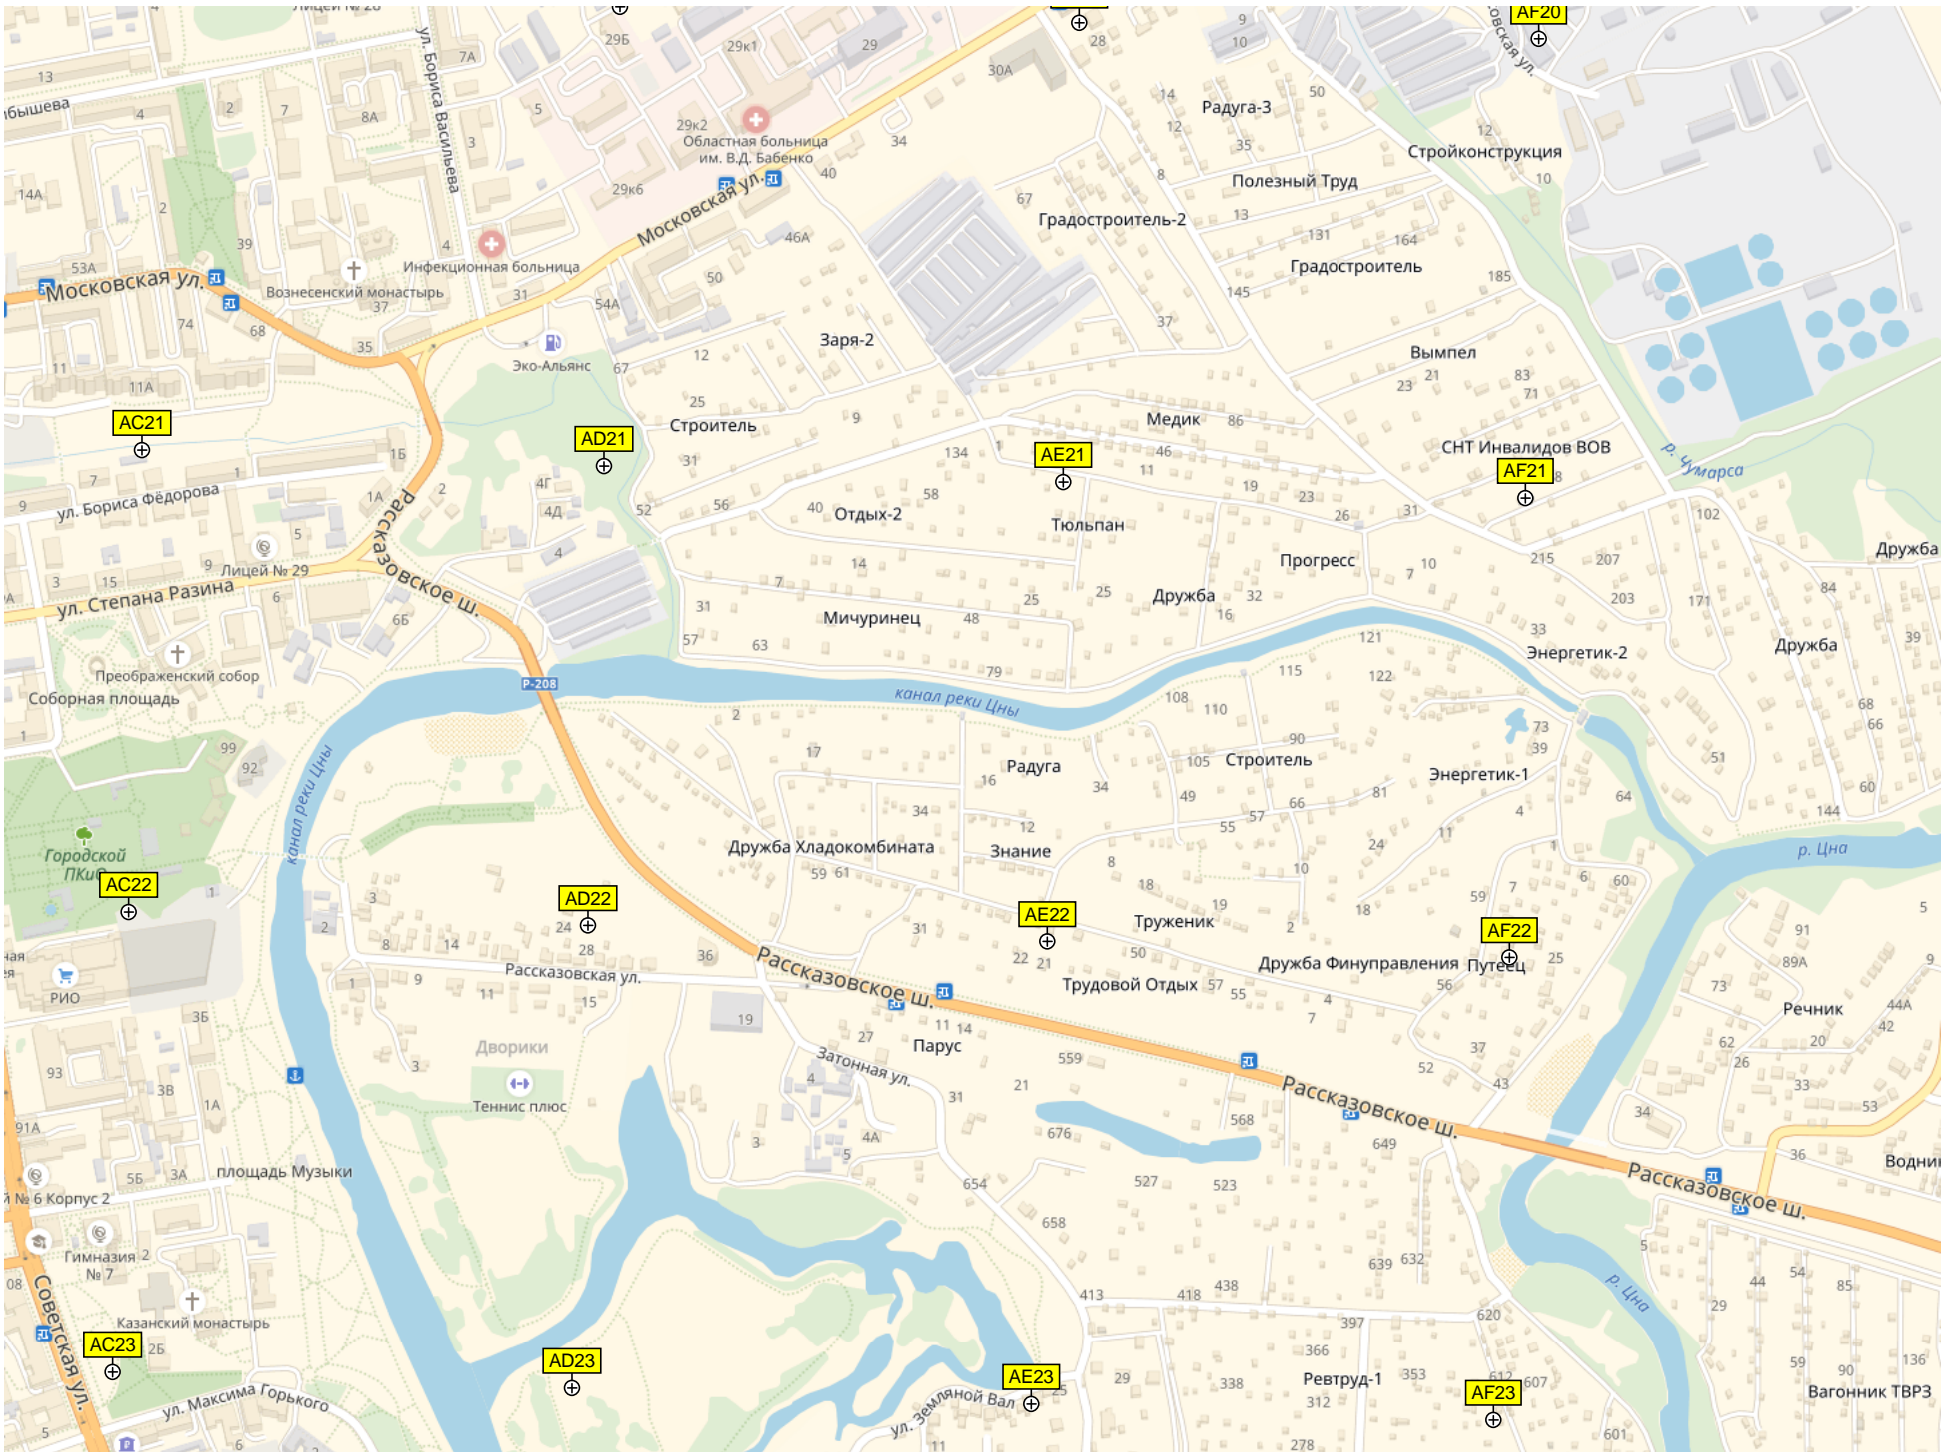 AF20
28
9
10
29Б
29к1
29
7А
30А
13
ул. Бориса Васильева
4
2
7
8А
5
3
29к2
Областная больница
им. В.Д. Бабенко
34
14
12
Радуга-3
50
35
12
Стройконструкция
10
14А
2
29к6
40
8
Полезный Труд
67
Градостроитель-2
13
39
4
Московская ул.
46А
131
164
53А
Инфекционная больница
Градостроитель
Московская ул.
Вознесенский монастырь
31
50
185
37
54А
145
74
68
35
37
Заря-2
Эко-Альянс
12
Вымпел
11
67
11А
23
21
83
71
25
AC21
AD21
Строитель
9
Медик
86
СНТ Инвалидов ВОВ
1Б
134
1
AE21
46
р. Чумарса
31
AF21
8
7
1
4Г
11
ул. Бориса Фёдорова
1А
2
58
19
23
9
Рассказовское ш.
4Д
52
56
40
Отдых-2
Тюльпан
26
31
102
5
Лицей № 29
4
Дружба
3
15
9
14
Прогресс
10
215
207
7
ул. Степана Разина
6
7
25
25
Дружба
32
7
203
171
84
6Б
31
Мичуринец
48
16
33
39
57
63
121
Энергетик-2
Дружба
Преображенский собор
Р-208
79
115
122
Соборная площадь
канал реки Цны
108
110
68
1
2
73
66
99
17
90
39
51
92
Радуга
105
Строитель
Энергетик-1
16
34
49
81
60
канал реки Цны
34
66
4
64
144
12
55
57
11
Городской
Дружба Хладокомбината
Знание
24
1
р. Цна
59
61
8
10
AC22
1
18
7
6
60
3
AD22
59
19
18
5
2
24
AE22
Труженик
2
AF22
91
8
14
28
36
31
22
21
50
Дружба Финуправления
Путеец
25
89А
9
РИО
1
9
Рассказовская ул.
Рассказовское ш.
Трудовой Отдых
57
55
4
56
73
11
15
7
Речник
44А
3Б
19
11
14
42
27
Парус
62
20
Дворики
Затонная ул.
559
37
26
93
3
4
52
3В
21
Рассказовское ш.
43
33
1А
Теннис плюс
31
34
53
91А
568
676
649
4А
3
36
площадь Музыки
5
5Б
3А
Водни
№ 6 Корпус 2
654
527
523
Рассказовское ш.
658
Гимназия
№ 7
2
5
639
632
54
44
85
08
438
р. Цна
413
418
29
Советская ул.
Казанский монастырь
620
397
AC23
2Б
366
AD23
AE23
29
353
612
607
59
90
136
25
338
Ревтруд-1
AF23
Вагонник ТВРЗ
ул. Максима Горького
ул. Земляной Вал
312
5
6
11
278
601